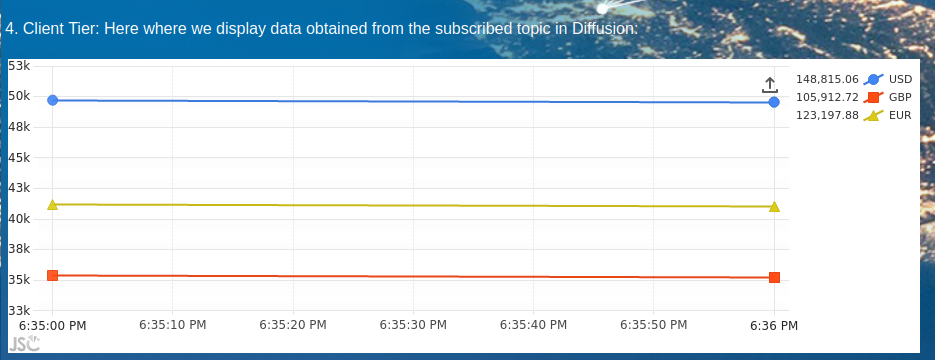 4. Client Tier: Here where we display data obtained from the subscribed topic in Diffusion:
53k
50k
48k
45k
43k
40k
38k
35k
33k
6:35:00 PM 6:35:10 PM 6:35:20 PM 6:35:30 PM 6:35:40 PM 6:35:50 PM 6:36 PM
148,815.06 USD
105,912.72 GBP
123,197.88 EUR
JSC